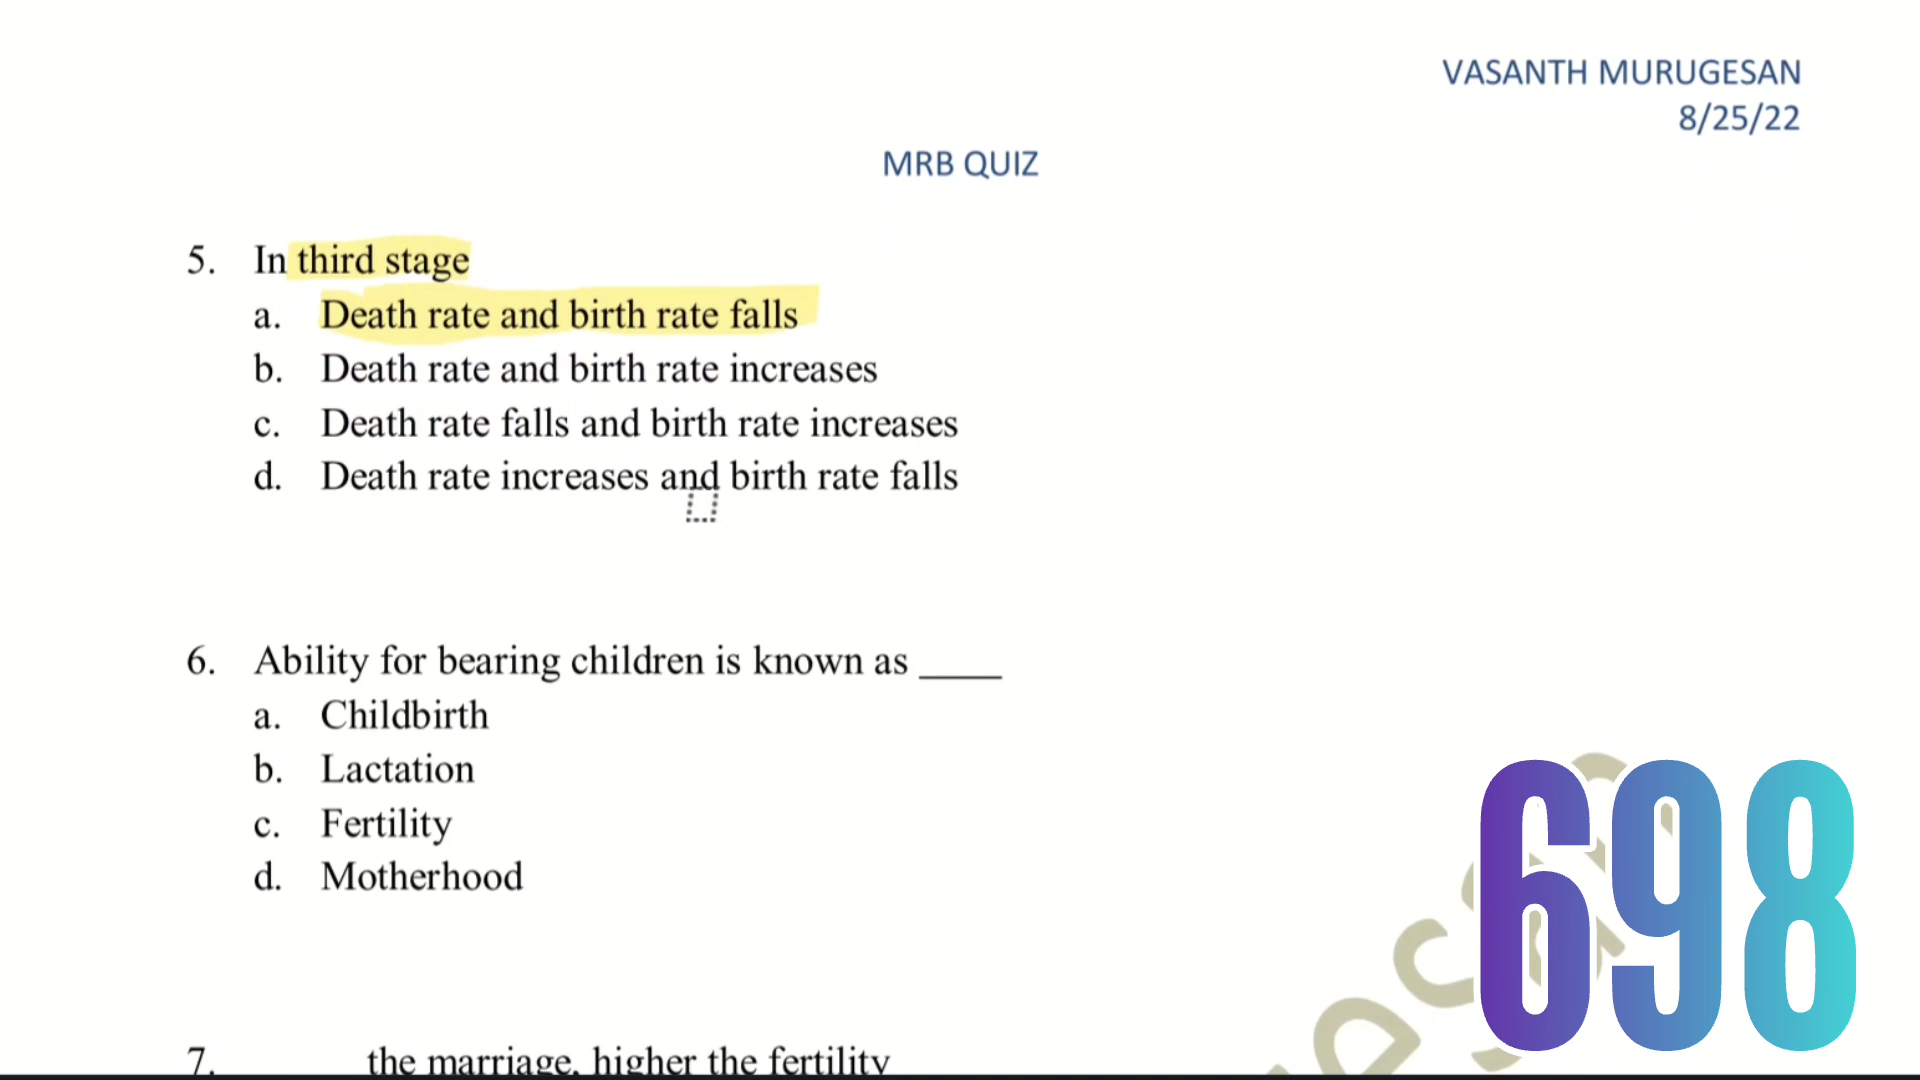 VASANTH MURUGESAN
8/25/22
MRB QUIZ
5. In third stage
a. Death rate and birth rate falls
b. Death rate and birth rate increases
c. Death rate falls and birth rate increases
d. Death rate increases and birth rate falls
6. Ability for bearing children is known as ____
a. Childbirth
b. Lactation
c. Fertility
d. Motherhood
698
7. the marriage, higher the fertility